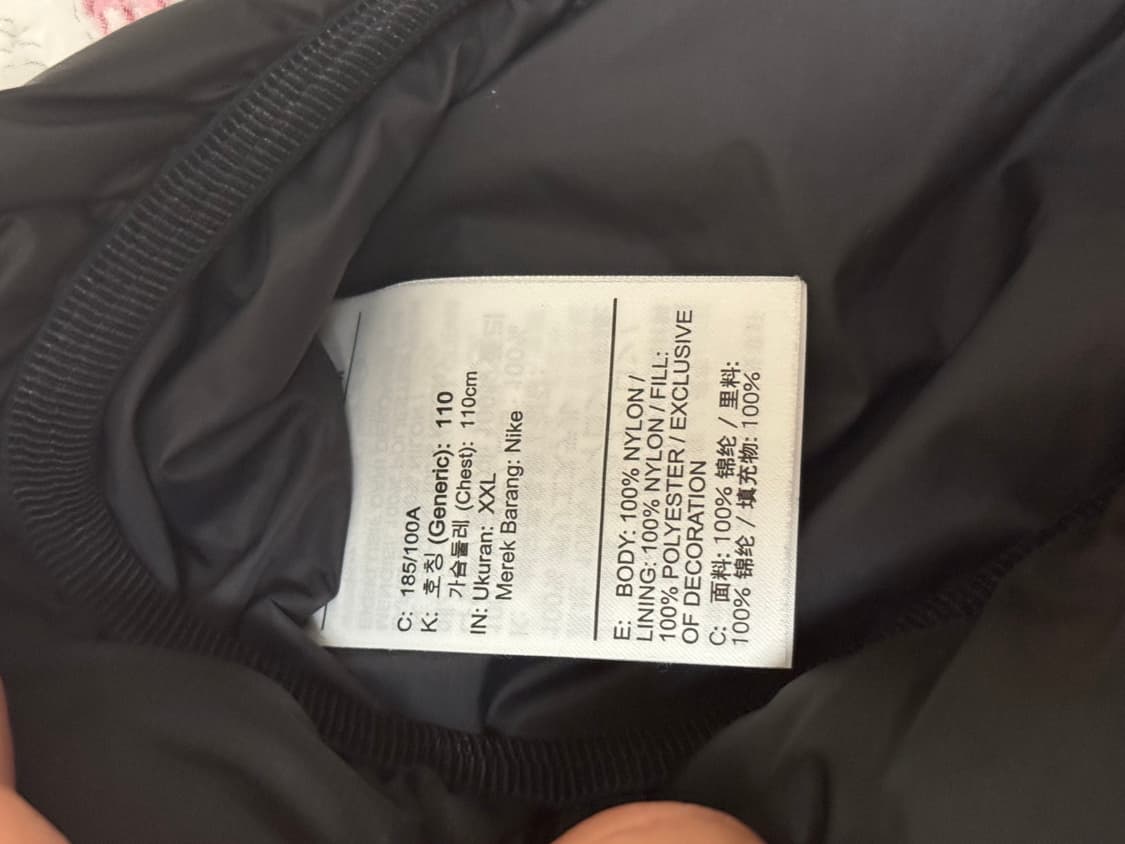 C: 185/100A
K: 호칭 (Generic): 110
가슴둘레 (Chest): 110cm
IN: Ukuran: XXL
Merek Barang: Nike
E: BODY: 100% NYLON /
LINING: 100% NYLON / FILL:
100% POLYESTER / EXCLUSIVE
OF DECORATION
C: 面料: 100% 锦纶 / 里料:
100% 锦纶 / 填充物: 100%